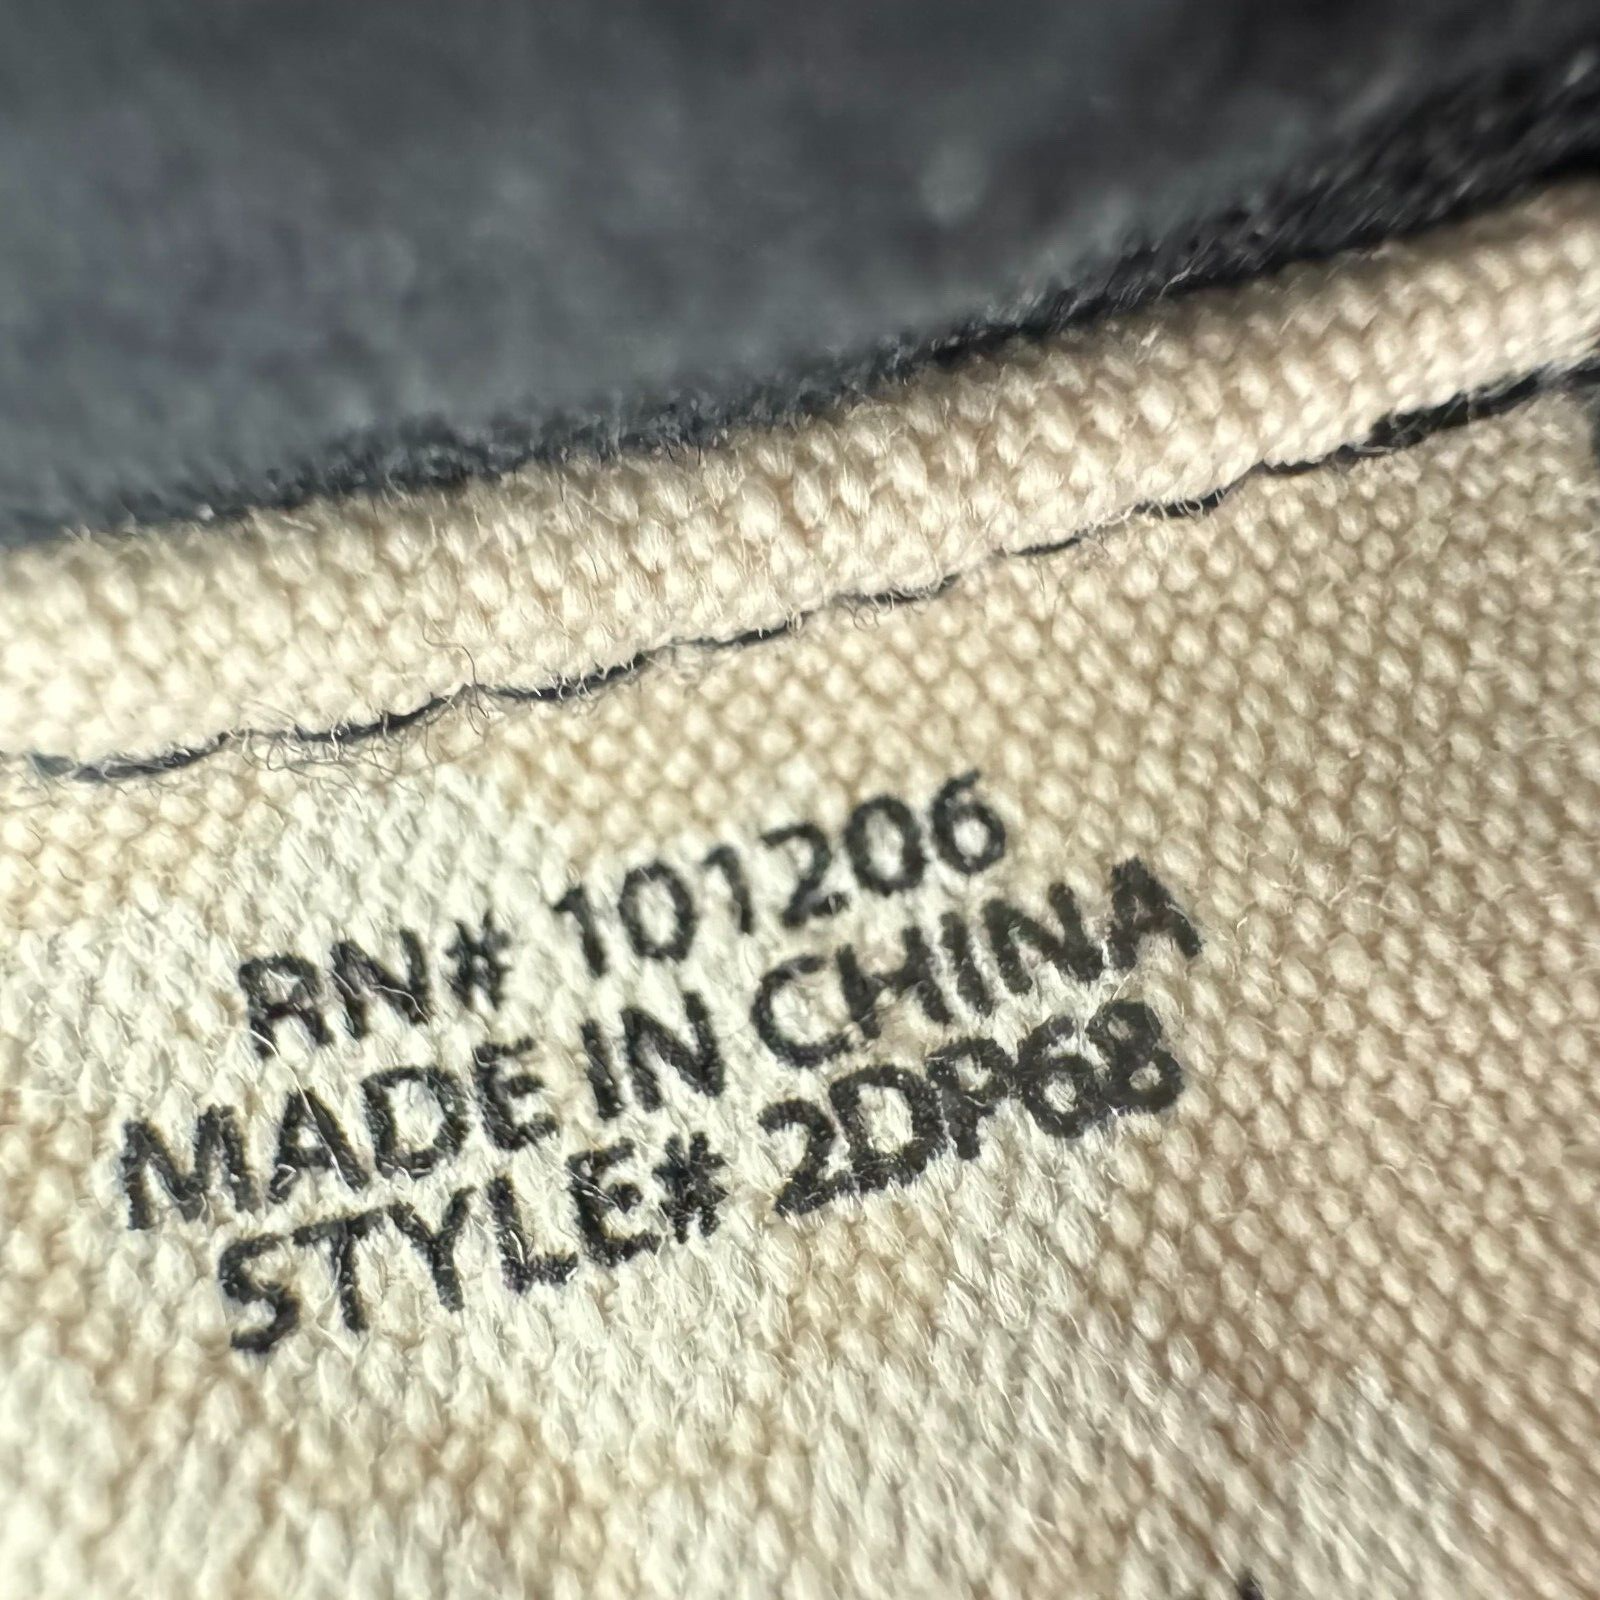 RN# 101206
MADE IN CHINA
STYLE# 2DP68